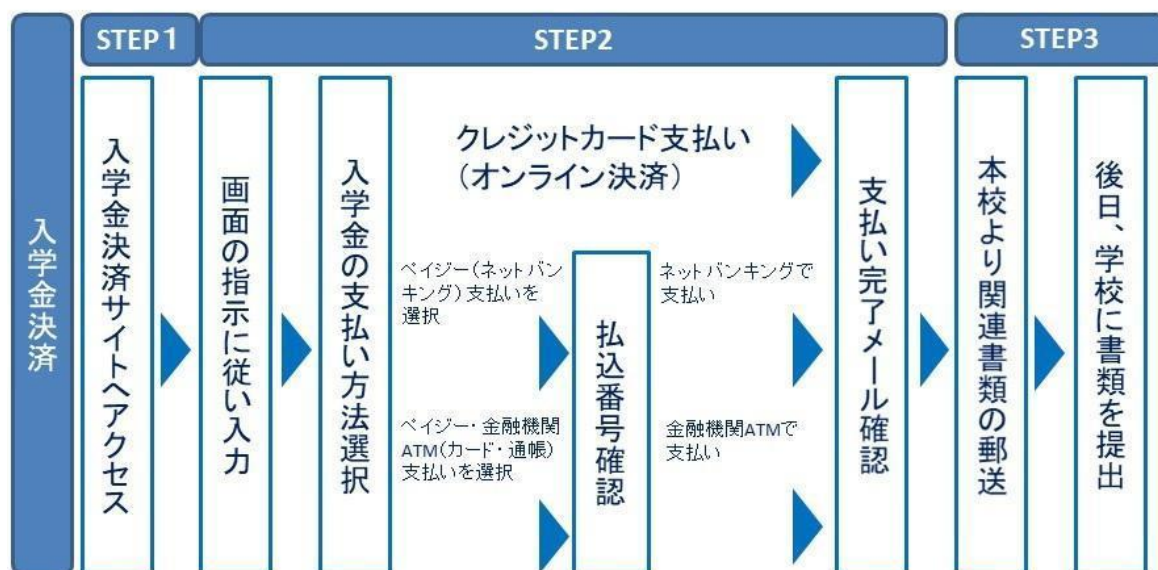 入学金決済
STEP1
STEP2
STEP3
入学金決済サイトへアクセス
画面の指示に従い入力
入学金の支払い方法選択
クレジットカード支払い
(オンライン決済)
ペイジー(ネットバン
キング)支払いを
選択
ペイジー・金融機関
ATM(カード・通帳)
支払いを選択
払込番号確認
ネットバンキングで
支払い
金融機関ATMで
支払い
支払い完了メール確認
本校より関連書類の郵送
後日、学校に書類を提出